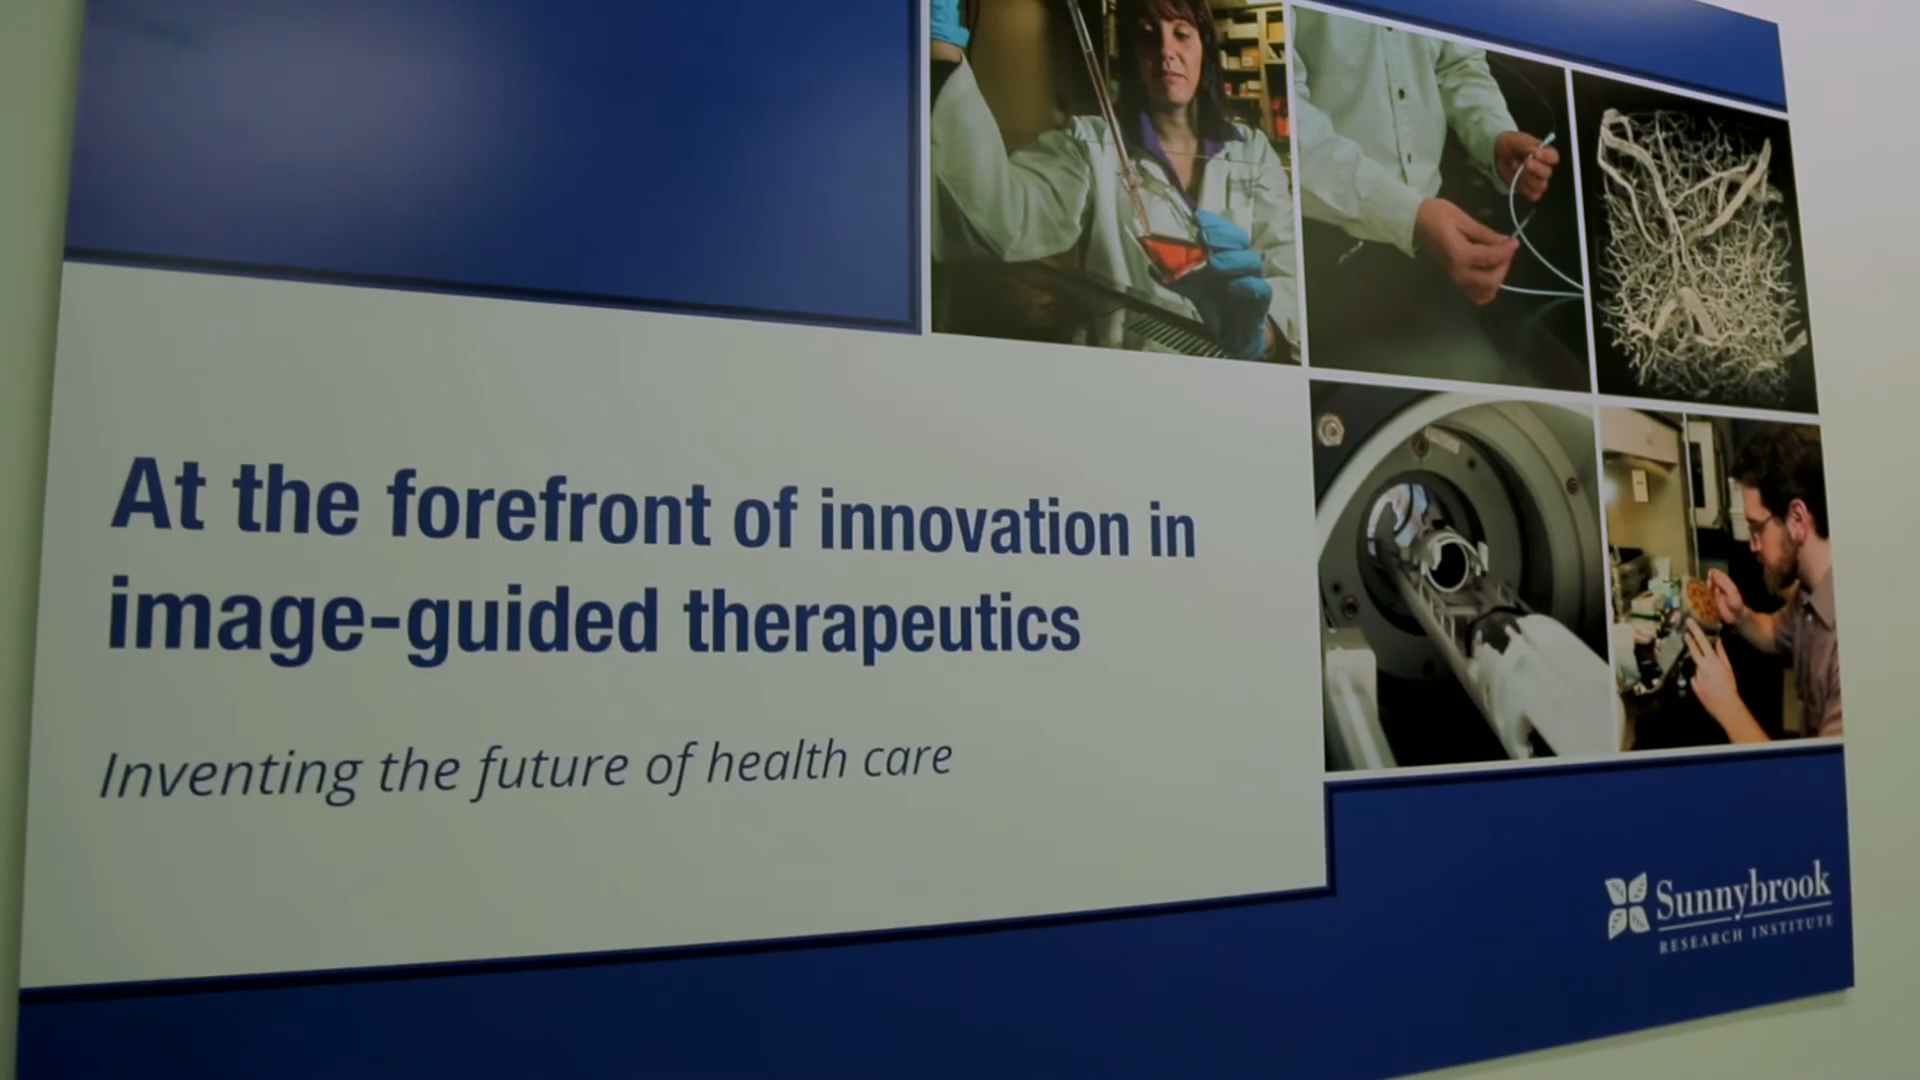 At the forefront of innovation in
image-guided therapeutics
Inventing the future of health care
Sunnybrook
RESEARCH INSTITUTE